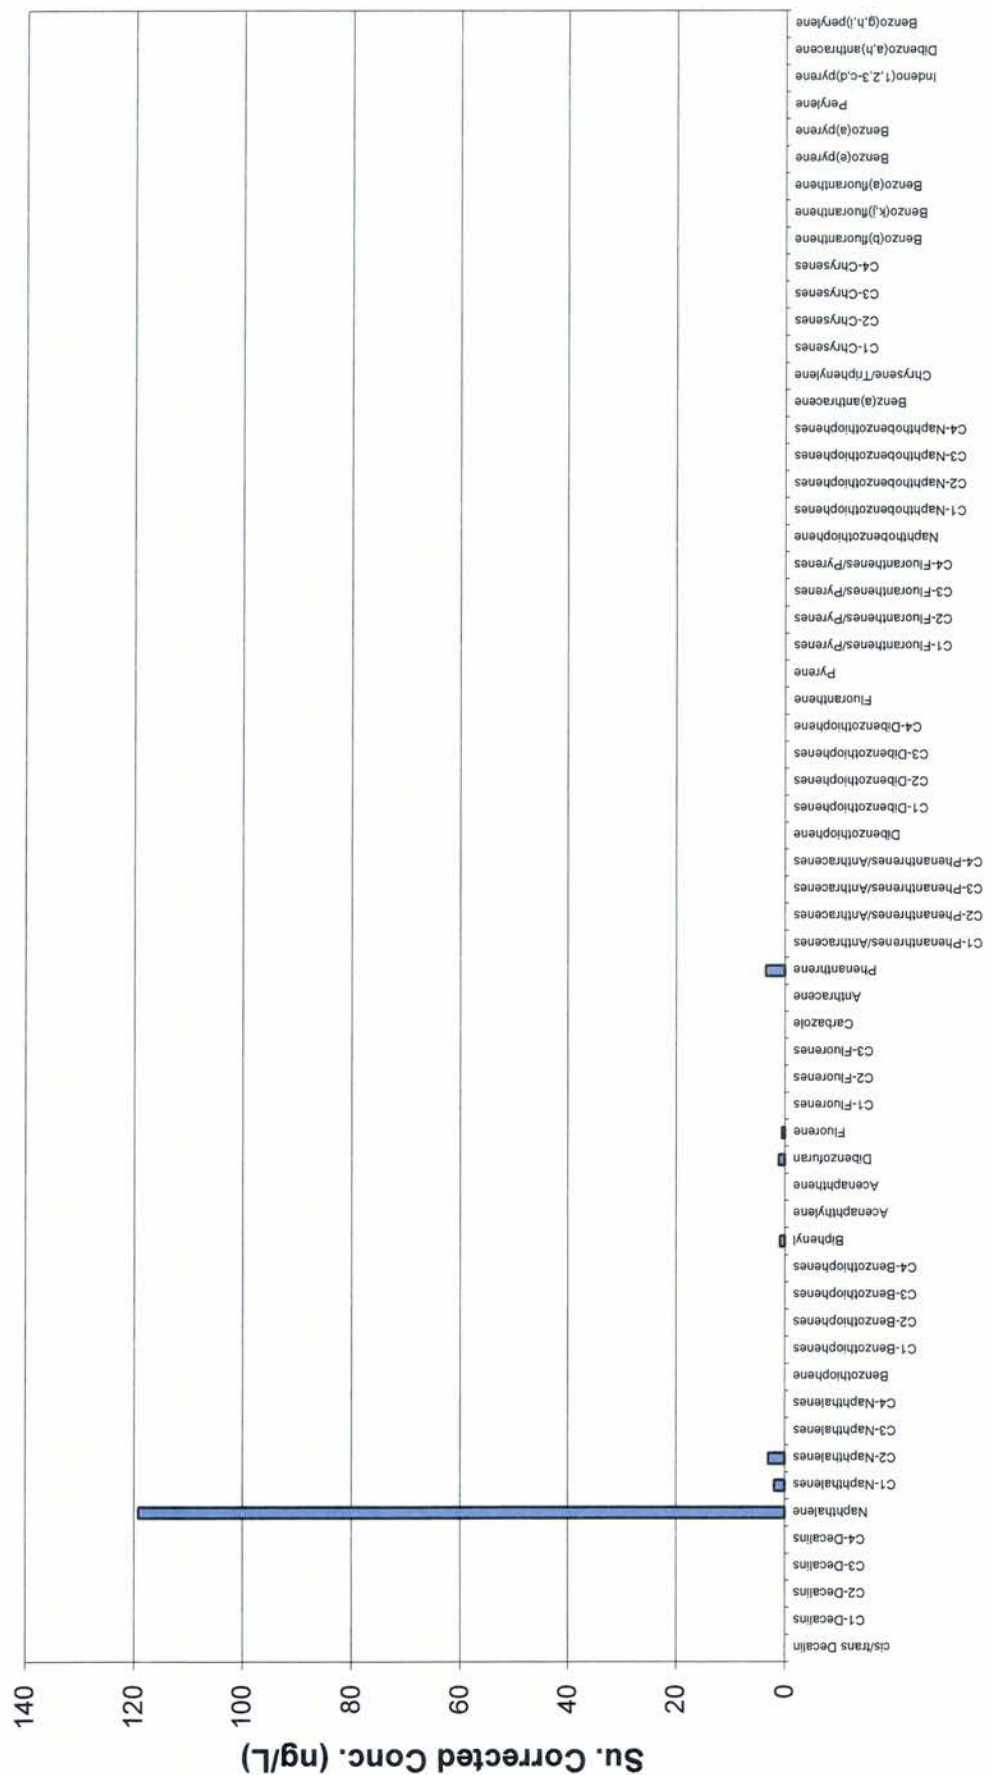 Su. Corrected Conc. (ng/L)
140
120
100
80
60
40
20
0
cis/trans Decalin
C1-Decalins
C2-Decalins
C3-Decalins
C4-Decalins
Naphthalene
C1-Naphthalenes
C2-Naphthalenes
C3-Naphthalenes
C4-Naphthalenes
Benzothiophene
C1-Benzothiophenes
C2-Benzothiophenes
C3-Benzothiophenes
C4-Benzothiophenes
Biphenyl
Acenaphthylene
Acenaphthene
Dibenzofuran
Fluorene
C1-Fluorenes
C2-Fluorenes
C3-Fluorenes
Carbazole
Anthracene
Phenanthrene
C1-Phenanthrenes/Anthracenes
C2-Phenanthrenes/Anthracenes
C3-Phenanthrenes/Anthracenes
C4-Phenanthrenes/Anthracenes
Dibenzothiophene
C1-Dibenzothiophenes
C2-Dibenzothiophenes
C3-Dibenzothiophenes
C4-Dibenzothiophene
Fluoranthene
Pyrene
C1-Fluoranthenes/Pyrenes
C2-Fluoranthenes/Pyrenes
C3-Fluoranthenes/Pyrenes
C4-Fluoranthenes/Pyrenes
Naphthobenzothiophene
C1-Naphthobenzothiophenes
C2-Naphthobenzothiophenes
C3-Naphthobenzothiophenes
C4-Naphthobenzothiophenes
Benz(a)anthracene
Chrysene/Triphenylene
C1-Chrysenes
C2-Chrysenes
C3-Chrysenes
C4-Chrysenes
Benzo(b)fluoranthene
Benzo(k,j)fluoranthene
Benzo(a)fluoranthene
Benzo(e)pyrene
Benzo(a)pyrene
Perylene
Indeno(1,2,3-c,d)pyrene
Dibenzo(a,h)anthracene
Benzo(g,h,i)perylene